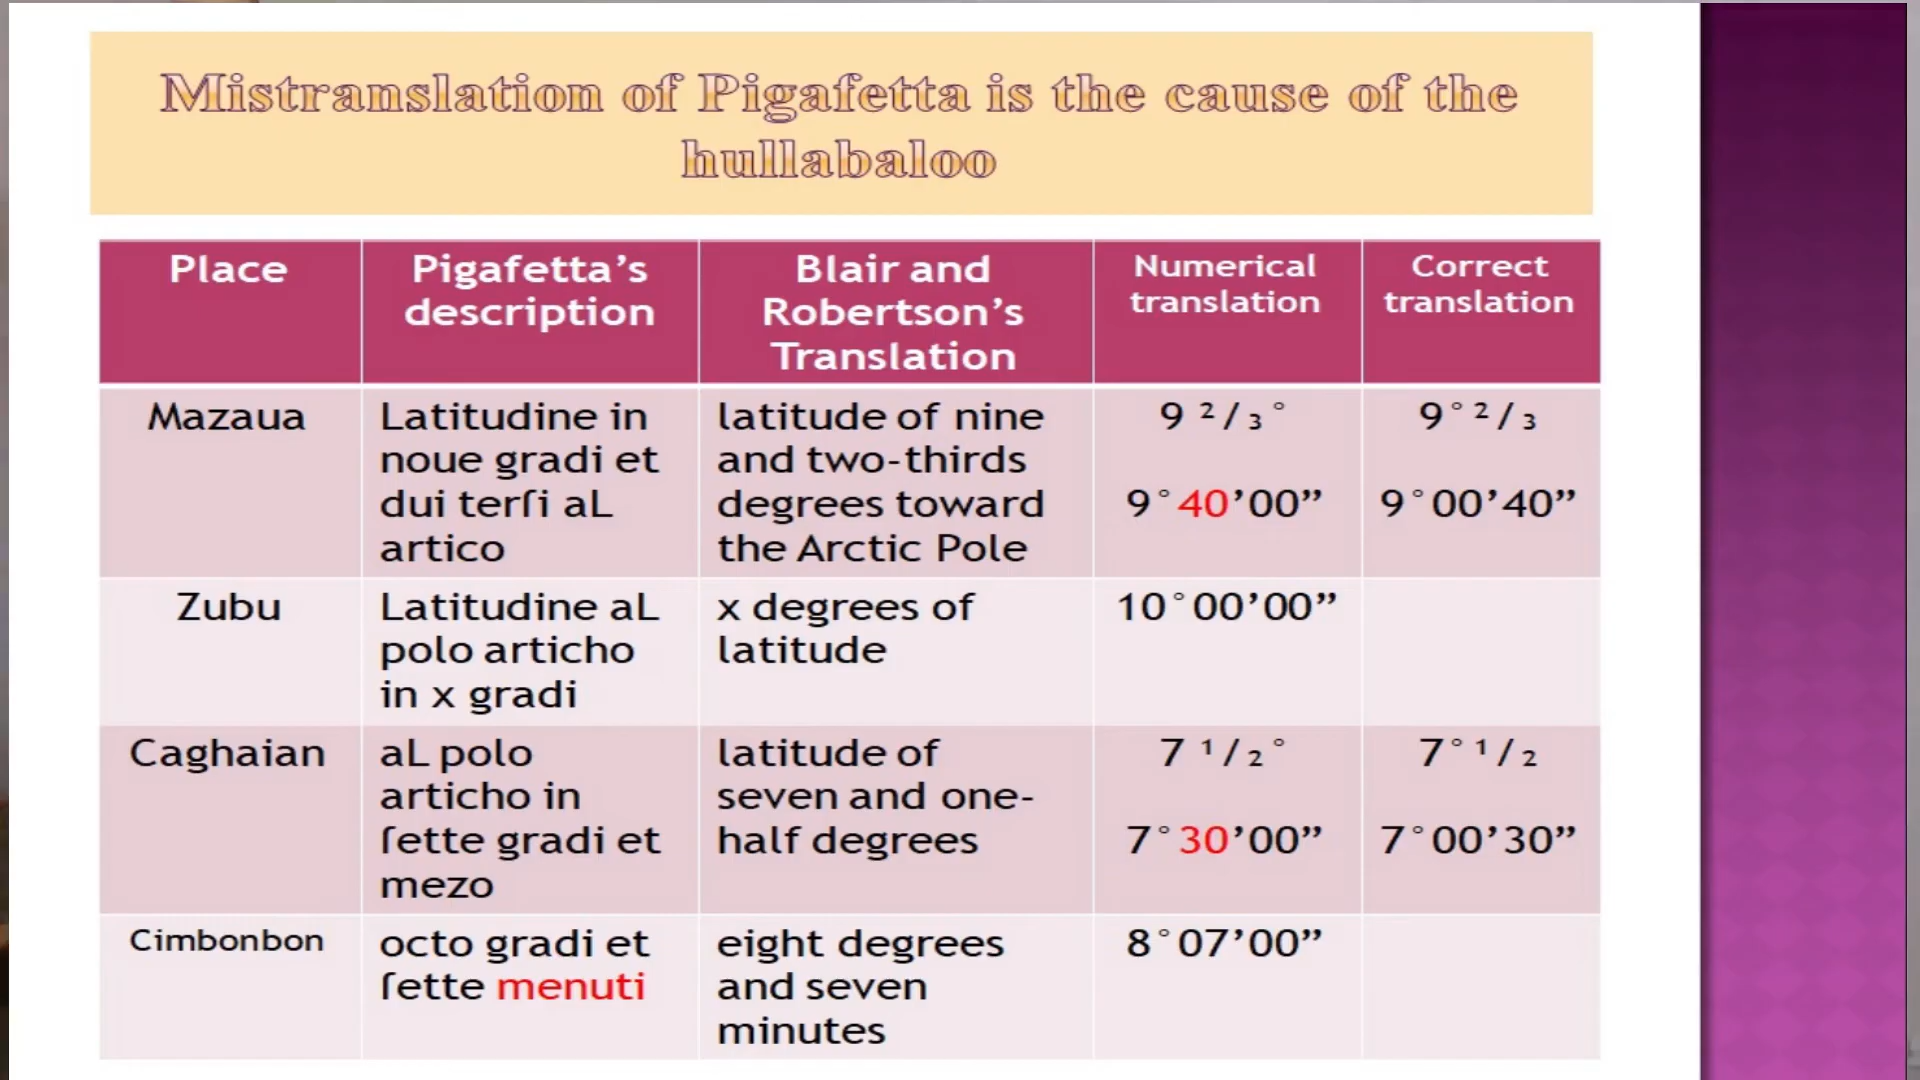 Mistranslation of Pigafetta is the cause of the
hullabaloo
Place
Pigafetta’s
description
Blair and
Robertson’s
Translation
Numerical
translation
Correct
translation
Mazaua
Latitudine in
noue gradi et
dui terſi aL
artico
latitude of nine
and two-thirds
degrees toward
the Arctic Pole
9 ²/₃°
9°40’00”
9°²/₃
9°00’40”
Zubu
Latitudine aL
polo articho
in x gradi
x degrees of
latitude
10°00’00”
Caghaian
aL polo
articho in
ſette gradi et
mezo
latitude of
seven and one-
half degrees
7 ¹/₂°
7°30’00”
7°¹/₂
7°00’30”
Cimbonbon
octo gradi et
ſette menuti
eight degrees
and seven
minutes
8°07’00”